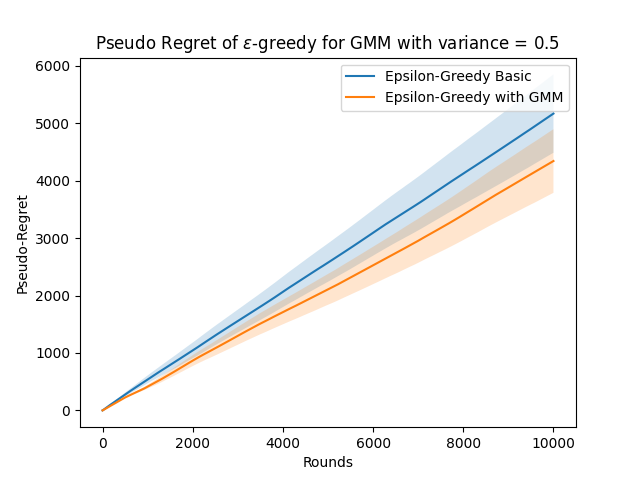 Pseudo Regret of ε-greedy for GMM with variance = 0.5
Epsilon-Greedy Basic
Epsilon-Greedy with GMM
Pseudo-Regret
6000
5000
4000
3000
2000
1000
0
0 2000 4000 6000 8000 10000
Rounds